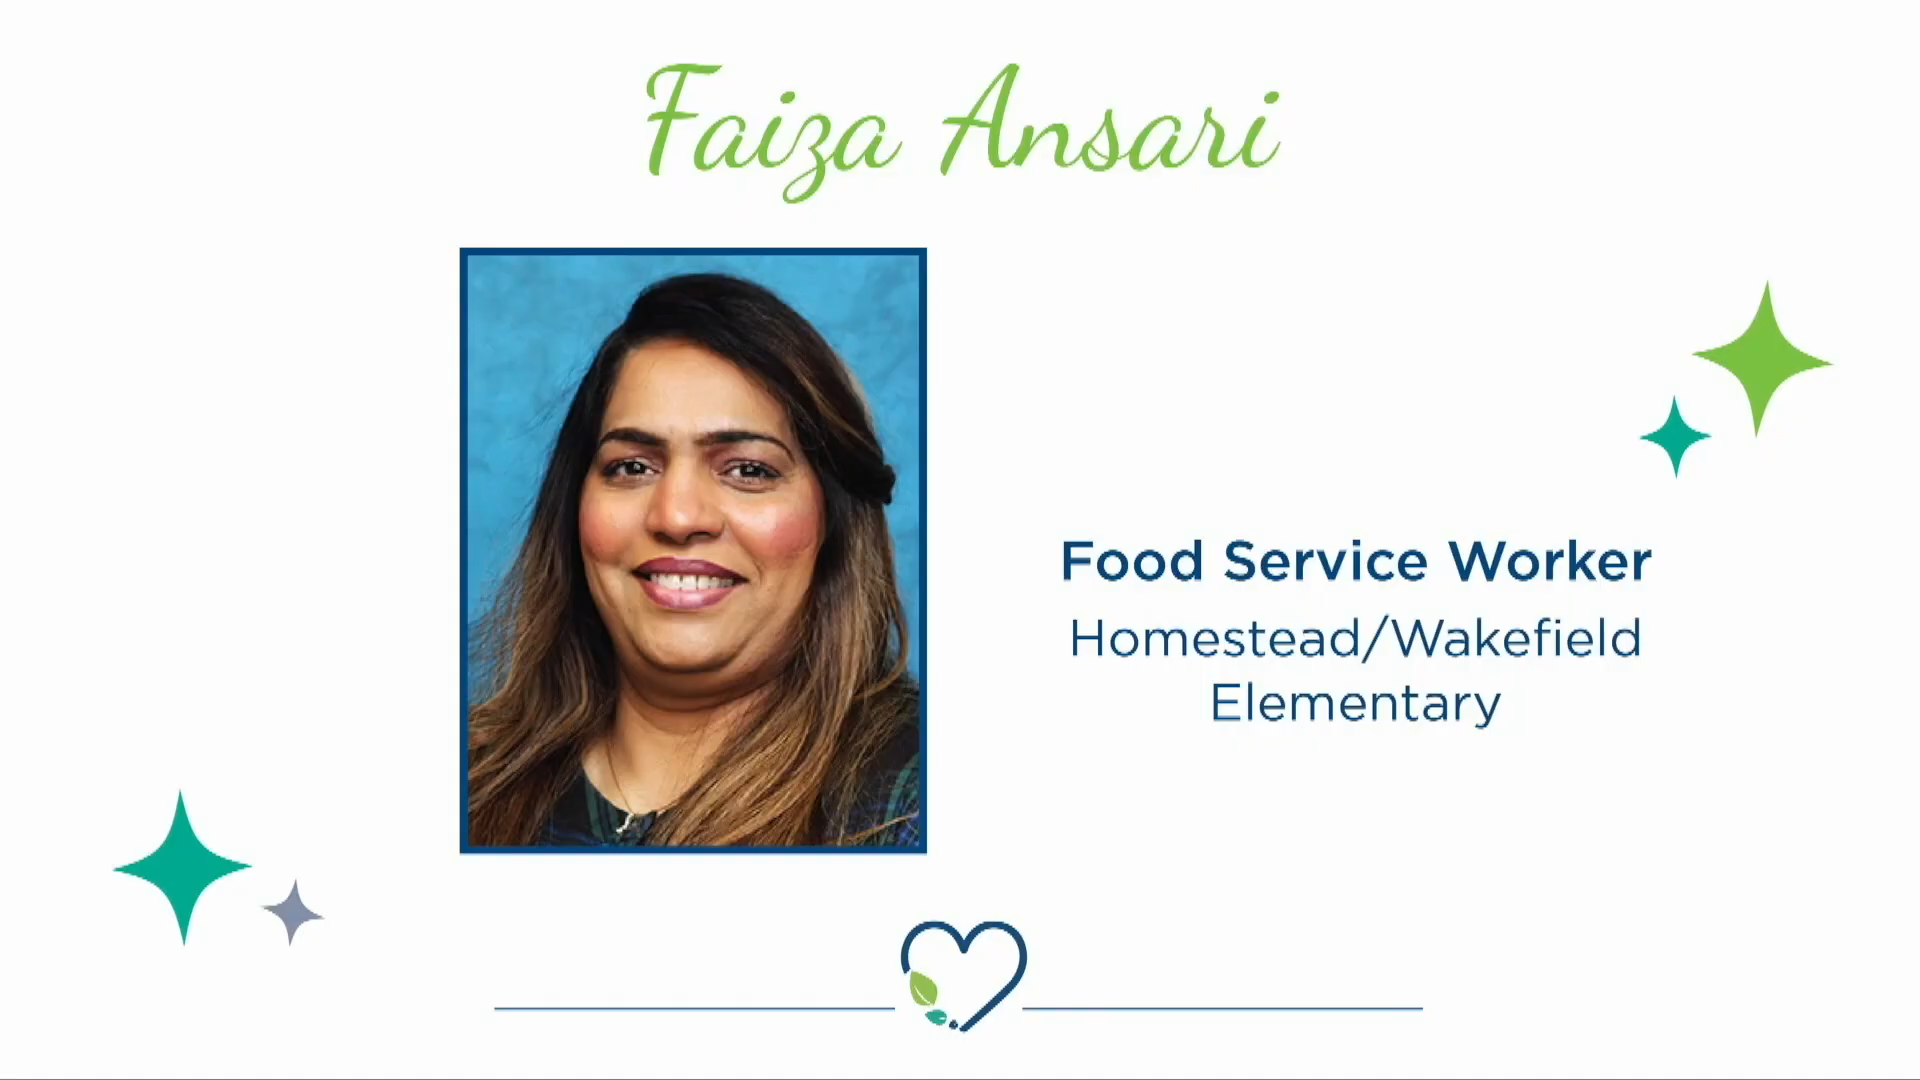 Faiza Ansari
Food Service Worker
Homestead/Wakefield
Elementary